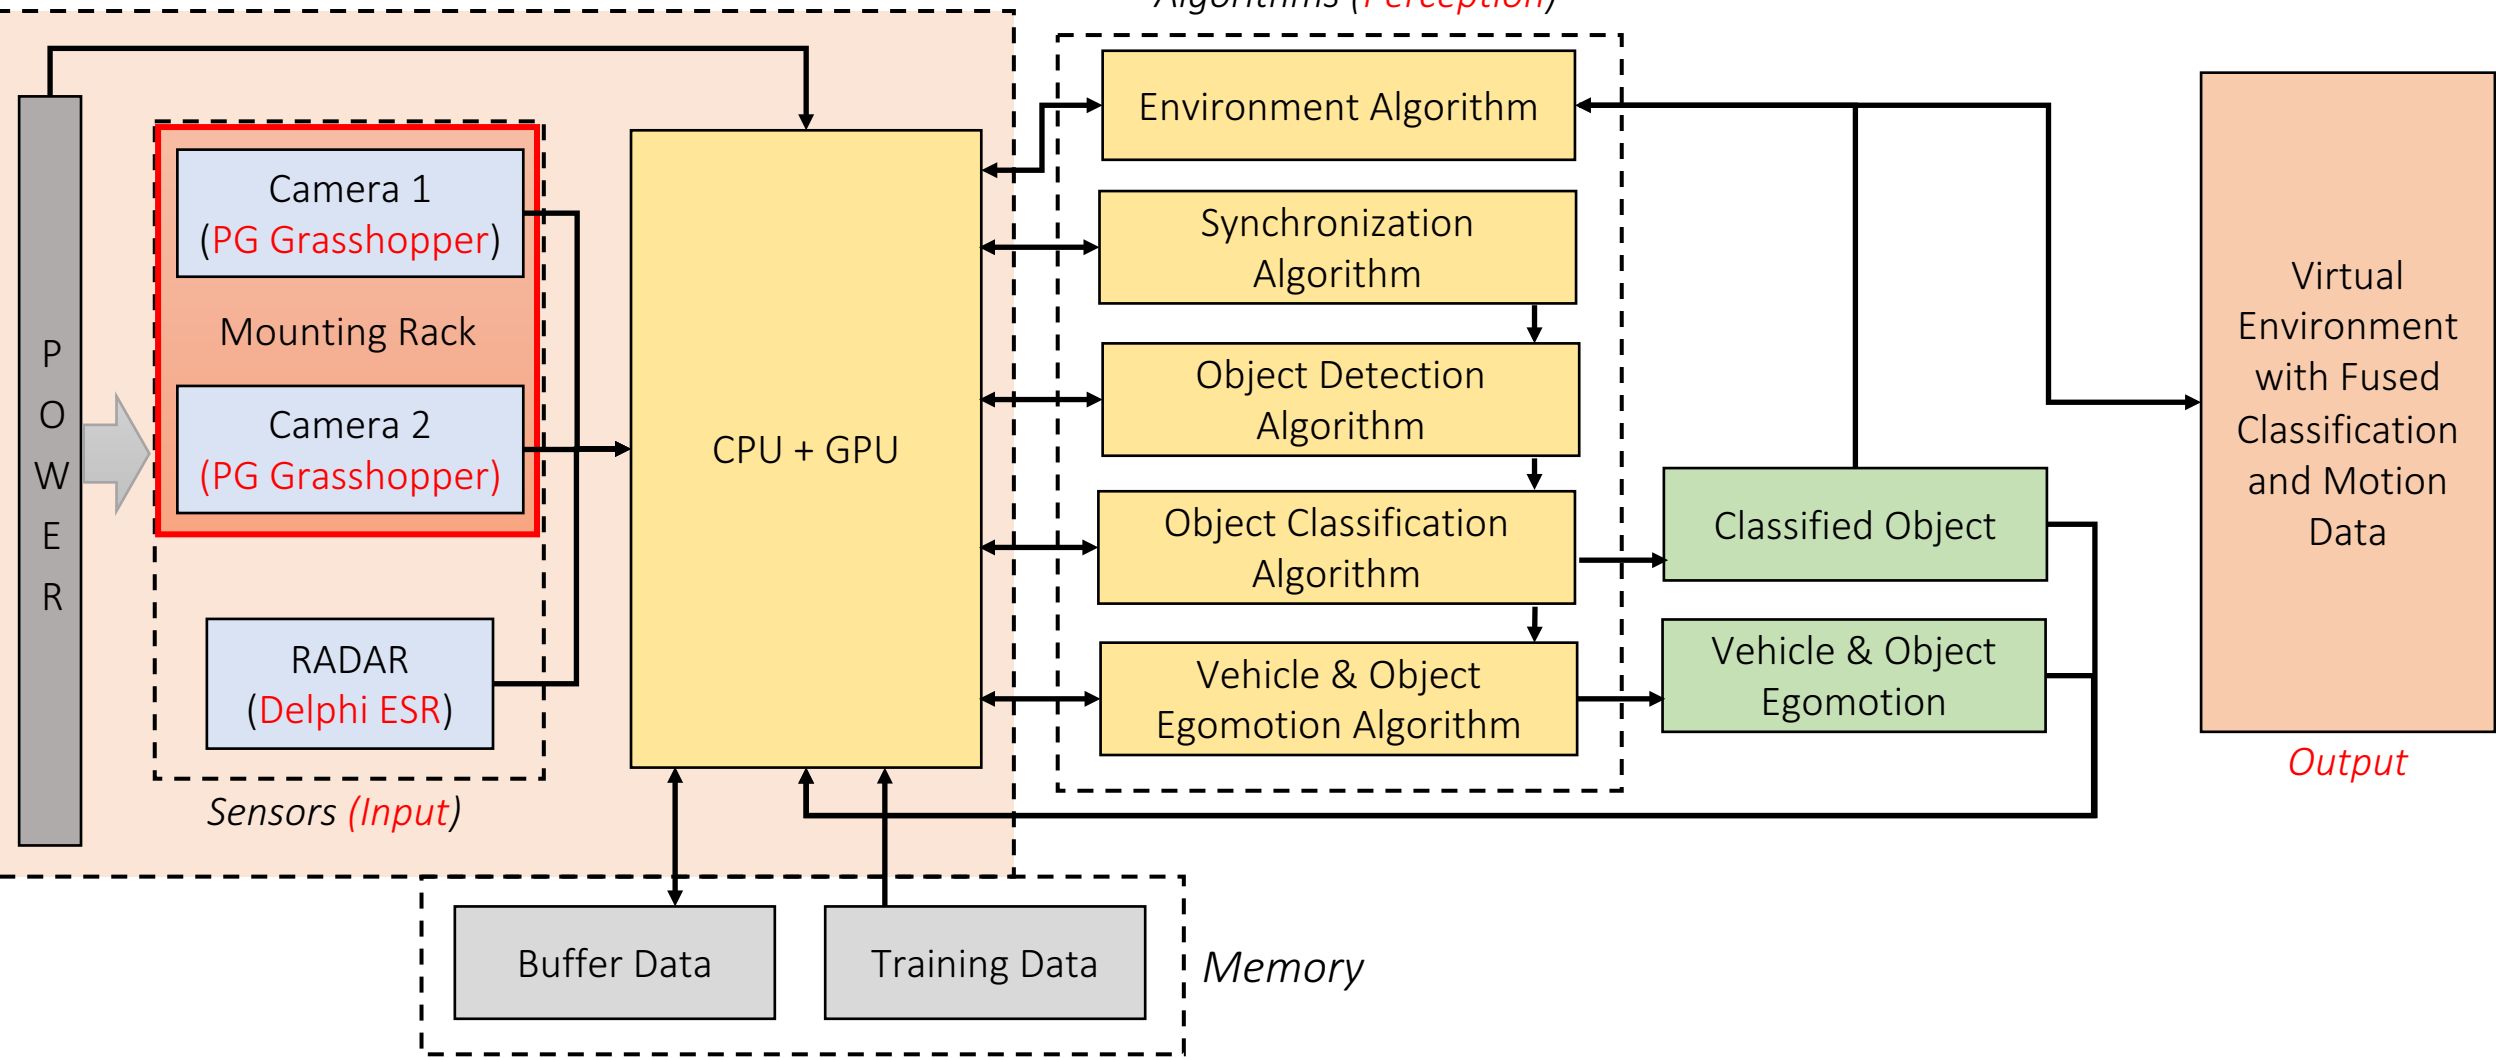 Algorithms (Perception)
P
O
W
E
R
Camera 1
(PG Grasshopper)
Mounting Rack
Camera 2
(PG Grasshopper)
RADAR
(Delphi ESR)
Sensors (Input)
CPU + GPU
Environment Algorithm
Synchronization
Algorithm
Object Detection
Algorithm
Object Classification
Algorithm
Vehicle & Object
Egomotion Algorithm
Classified Object
Vehicle & Object
Egomotion
Virtual
Environment
with Fused
Classification
and Motion
Data
Output
Buffer Data
Training Data
Memory